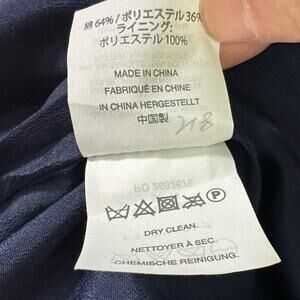 綿 64% / ポリエステル 36%
ライニング:
ポリエステル 100%
MADE IN CHINA
FABRIQUÉ EN CHINE
IN CHINA HERGESTELLT
中国製
PO 2682676
DRY CLEAN.
NETTOYER À SEC.
CHEMISCHE REINIGUNG.